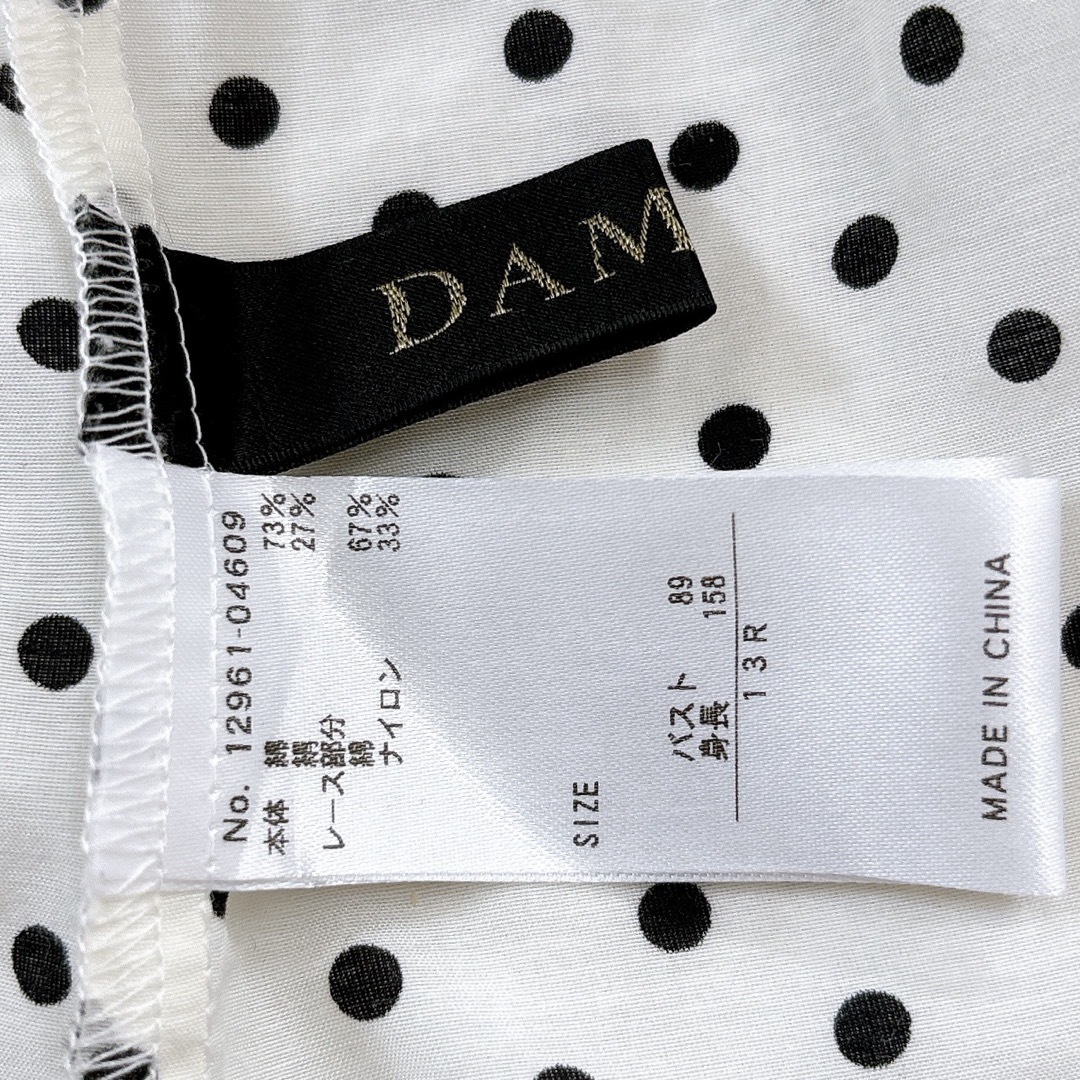 DAM
No. 12961-04609
本体 綿 73%
絹 27%
レース部分
綿 67%
ナイロン 33%
SIZE
バスト 89
身長 158
13R
MADE IN CHINA